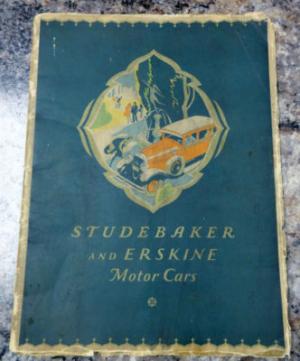 STUDEBAKER
AND ERSKINE
Motor Cars